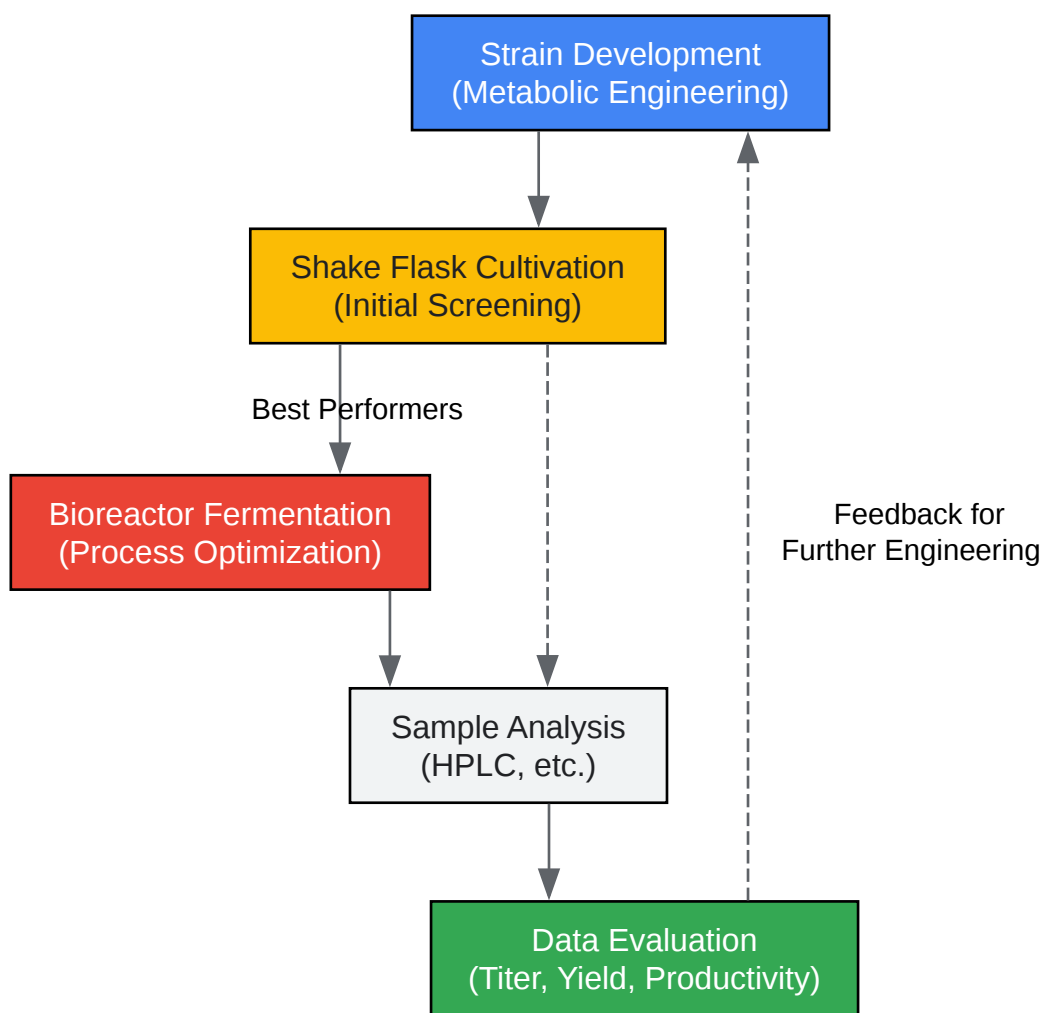 Strain Development
(Metabolic Engineering)
Shake Flask Cultivation
(Initial Screening)
Best Performers
Bioreactor Fermentation
(Process Optimization)
Feedback for
Further Engineering
Sample Analysis
(HPLC, etc.)
Data Evaluation
(Titer, Yield, Productivity)